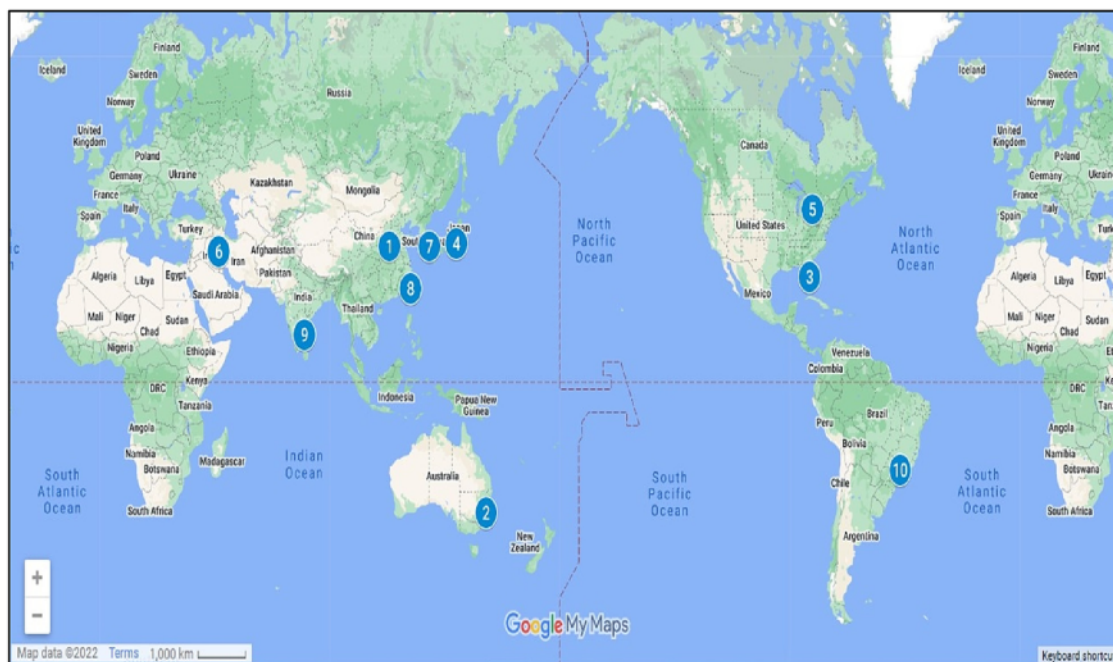 Iceland
Finland
Sweden
Norway
Russia
United
Kingdom
Poland
Germany
Ukraine
France
Italy
Spain
Turkey
Kazakhstan
Mongolia
China
Afghanistan
Iran
Pakistan
Algeria
Libya
Egypt
Saudi Arabia
India
Mali
Niger
Chad
Sudan
Thailand
Nigeria
Ethiopia
DRC
Kenya
Tanzania
Indonesia
Papua New
Guinea
Angola
Namibia
Botswana
Madagascar
South Africa
Indian
Ocean
South
Atlantic
Ocean
Australia
New
Zealand
North
Pacific
Ocean
South
Pacific
Ocean
Canada
United States
Mexico
North
Atlantic
Ocean
Venezuela
Colombia
Brazil
Peru
Bolivia
Chile
Argentina
South
Atlantic
Ocean
Iceland
Finland
Sweden
Norway
United
Kingdom
Poland
Germany
Ukraine
France
Italy
Spain
Algeria
Libya
Mali
Niger
Chad
Nigeria
DRC
Angola
Namibia
Botswana
South Africa
1
2
3
4
5
6
7
8
9
10
+
−
Google My Maps
Map data ©2022 Terms 1,000 km
Keyboard shortcu